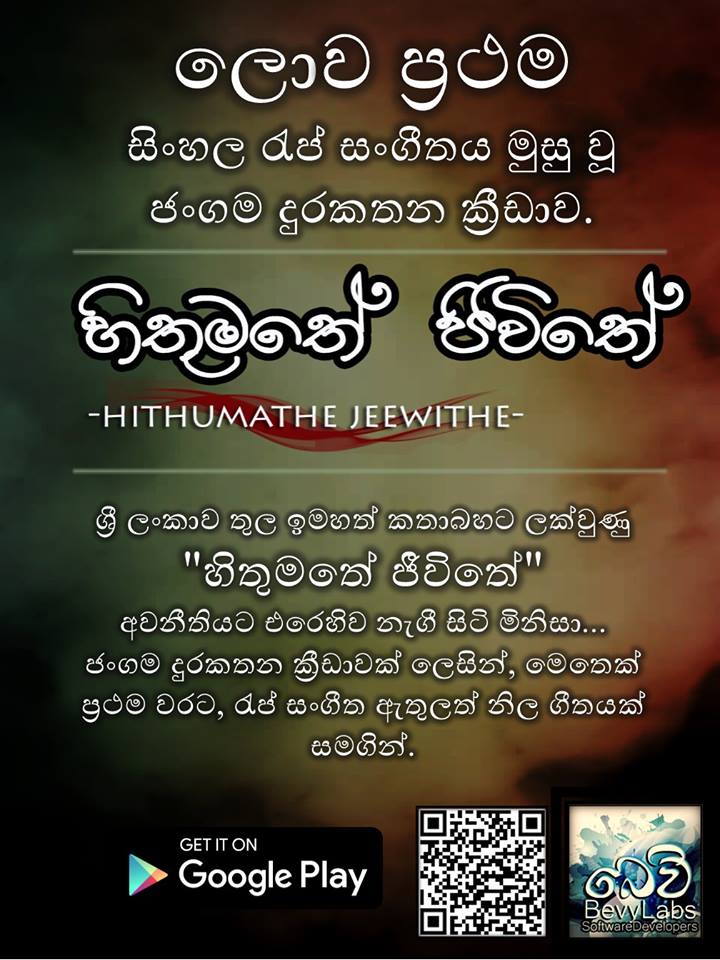 ලොව ප්‍රථම
සිංහල රැප් සංගීතය මුසු වූ
ජංගම දුරකතන ක්‍රීඩාව.
හිතුමතේ ජීවිතේ
-HITHUMATHE JEEWITHE-
ශ්‍රී ලංකාව තුල ඉමහත් කතාබහට ලක්වුණු
"හිතුමතේ ජීවිතේ"
අවනීතියට එරෙහිව නැගී සිටි මිනිසා...
ජංගම දුරකතන ක්‍රීඩාවක් ලෙසින්, මෙතෙක්
ප්‍රථම වරට, රැප් සංගීත ඇතුලත් නිල ගීතයක්
සමගින්.
GET IT ON
Google Play
බෙවි
BevyLabs
SoftwareDevelopers